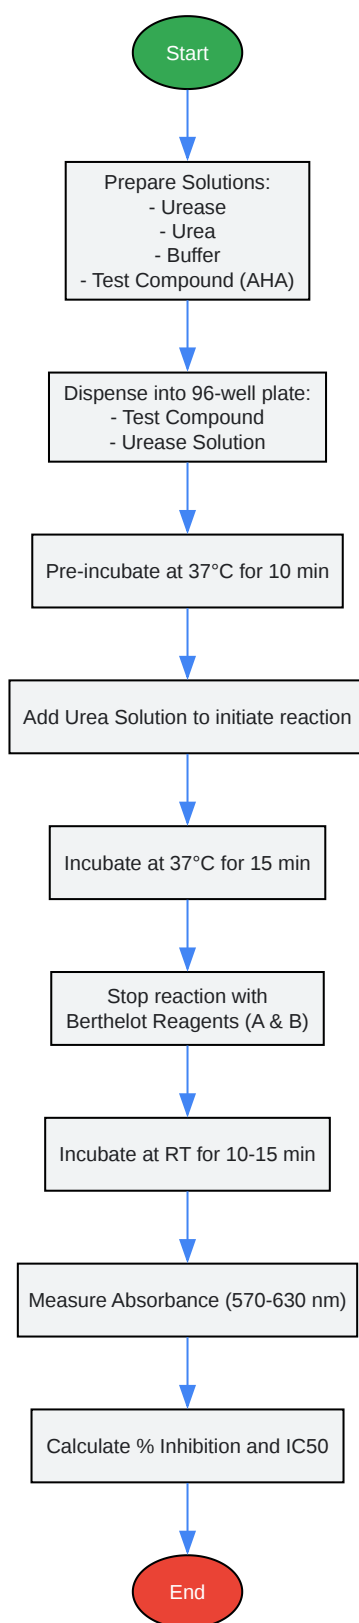 Start
Prepare Solutions:
- Urease
- Urea
- Buffer
- Test Compound (AHA)
Dispense into 96-well plate:
- Test Compound
- Urease Solution
Pre-incubate at 37°C for 10 min
Add Urea Solution to initiate reaction
Incubate at 37°C for 15 min
Stop reaction with
Berthelot Reagents (A & B)
Incubate at RT for 10-15 min
Measure Absorbance (570-630 nm)
Calculate % Inhibition and IC50
End